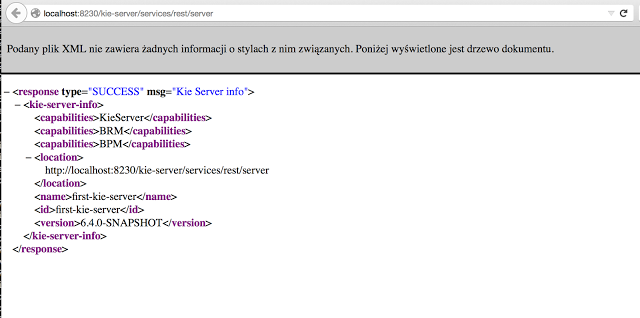 localhost:8230/kie-server/services/rest/server
Podany plik XML nie zawiera żadnych informacji o stylach z nim związanych. Poniżej wyświetlone jest drzewo dokumentu.
−<response type="SUCCESS" msg="Kie Server info">
−<kie-server-info>
<capabilities>KieServer</capabilities>
<capabilities>BRM</capabilities>
<capabilities>BPM</capabilities>
−<location>
http://localhost:8230/kie-server/services/rest/server
</location>
<name>first-kie-server</name>
<id>first-kie-server</id>
<version>6.4.0-SNAPSHOT</version>
</kie-server-info>
</response>